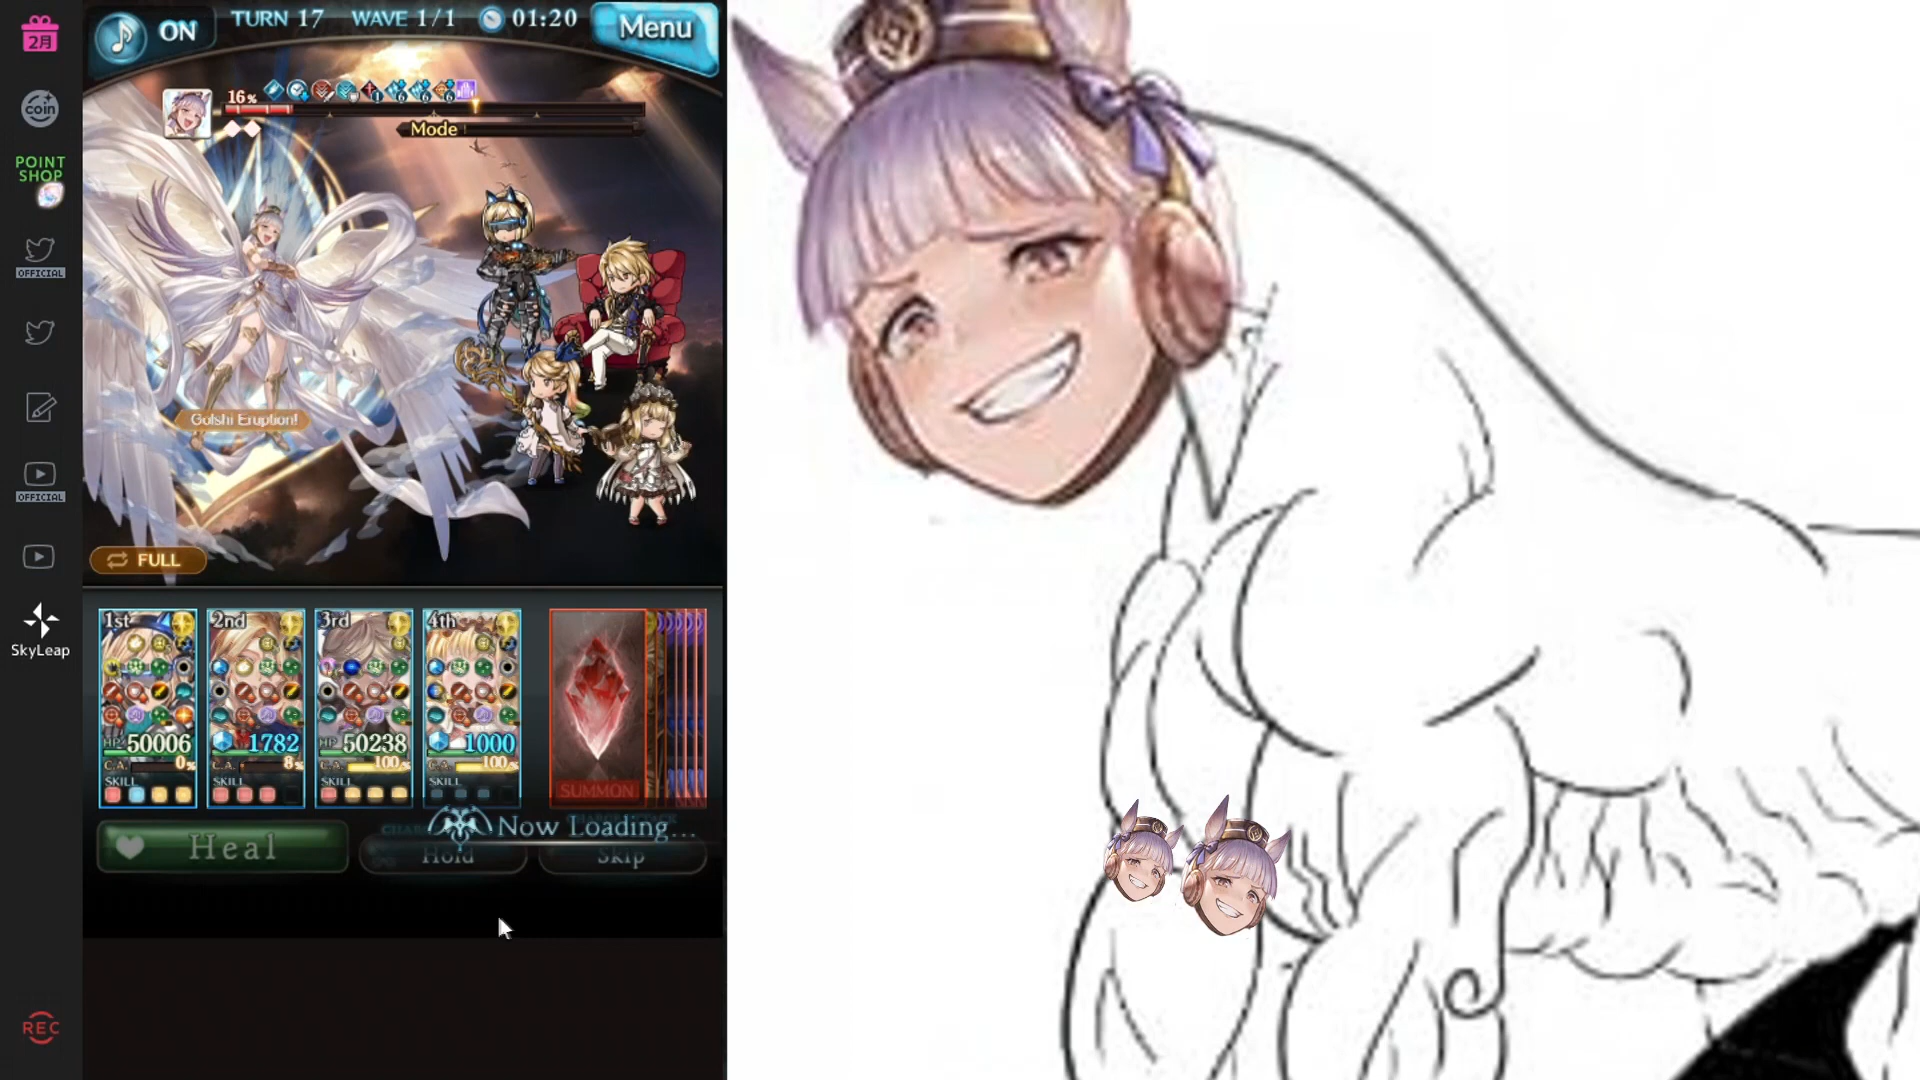 2月
coin
POINT
SHOP
OFFICIAL
OFFICIAL
SkyLeap
REC
ON
TURN 17
WAVE 1/1
01:20
Menu
16%
Mode
Golshi Eruption!
FULL
1st
2nd
3rd
4th
HP 50006
1782
HP 50238
1000
C.A. 0%
C.A. 8%
C.A. 100%
C.A. 100%
SKILL
SKILL
SKILL
SKILL
SUMMON
Now Loading...
Heal
Hold
Skip